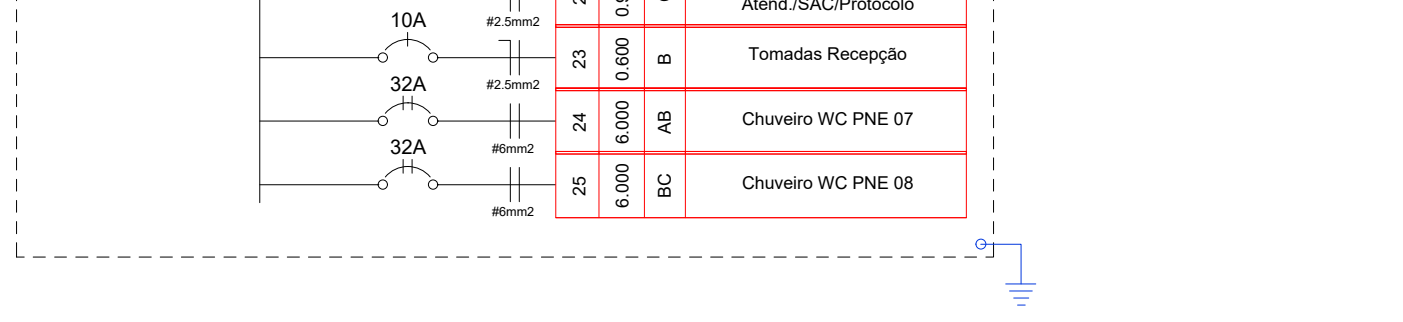 Atend./SAC/Protocolo
10A
#2.5mm2
23
0.600
B
Tomadas Recepção
#2.5mm2
32A
24
6.000
AB
Chuveiro WC PNE 07
#6mm2
32A
25
6.000
BC
Chuveiro WC PNE 08
#6mm2